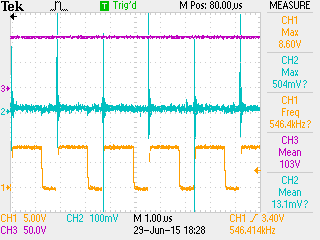 Tek T Trig'd M Pos: 80.00µs MEASURE
CH1
Max
8.60V
CH2
Max
504mV?
CH1
Freq
546.4kHz?
CH3
Mean
103V
CH2
Mean
13.1mV?
3
2
1
CH1 5.00V CH2 100mV M 1.00µs CH1 / 3.40V
CH3 50.0V 29-Jun-15 18:28 546.414kHz